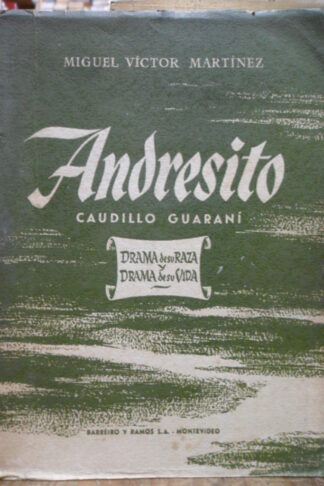 MIGUEL VÍCTOR MARTÍNEZ
Andresito
CAUDILLO GUARANÍ
DRAMA de su RAZA
Y
DRAMA de su VIDA
BARREIRO Y RAMOS S.A. - MONTEVIDEO